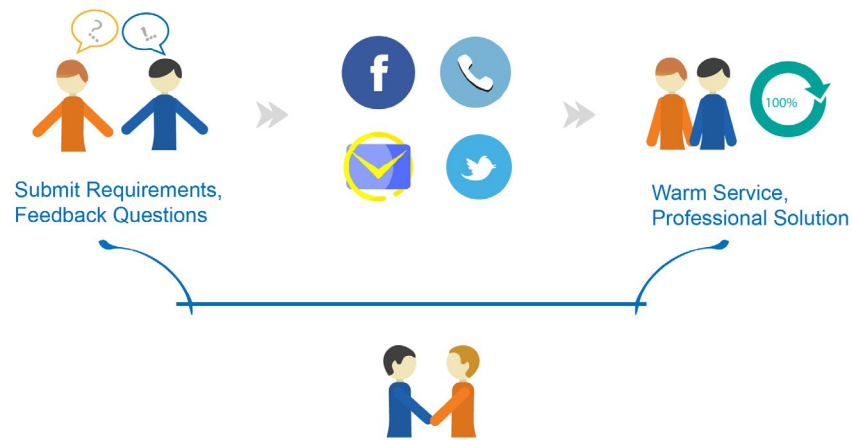 ? !..
f
100%
Submit Requirements,
Feedback Questions
Warm Service,
Professional Solution